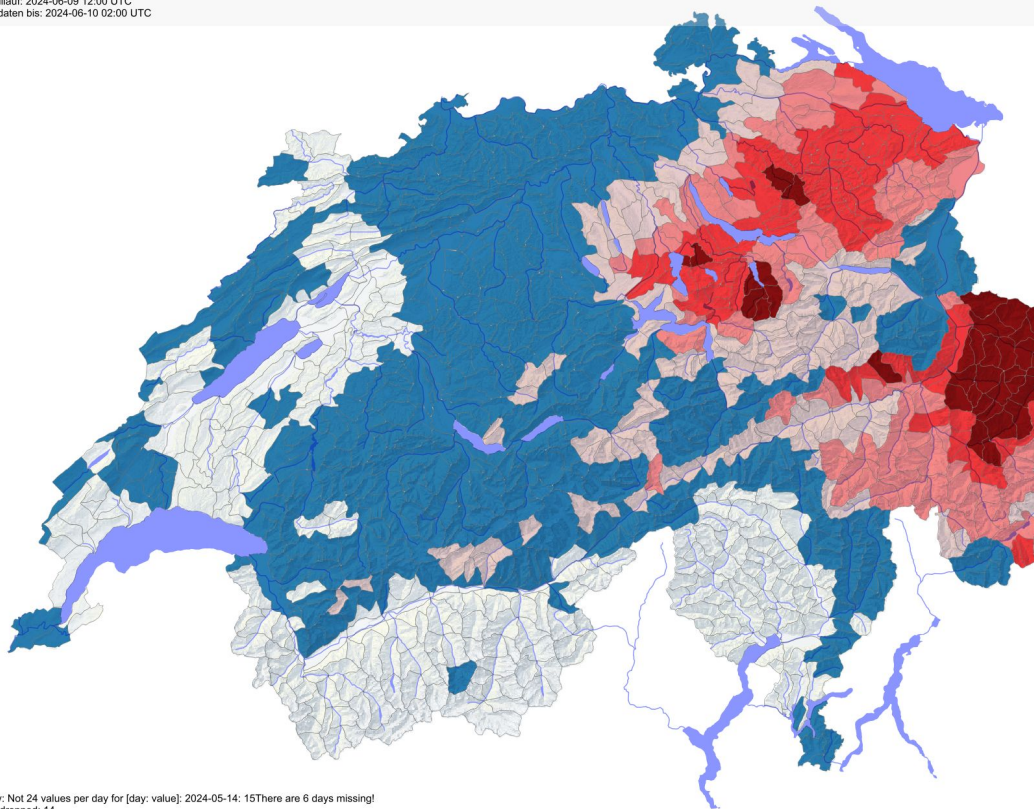 2024-06-09 12:00 UTC
daten bis: 2024-06-10 02:00 UTC
Not 24 values per day for [day: value]: 2024-05-14: 15There are 6 days missing!